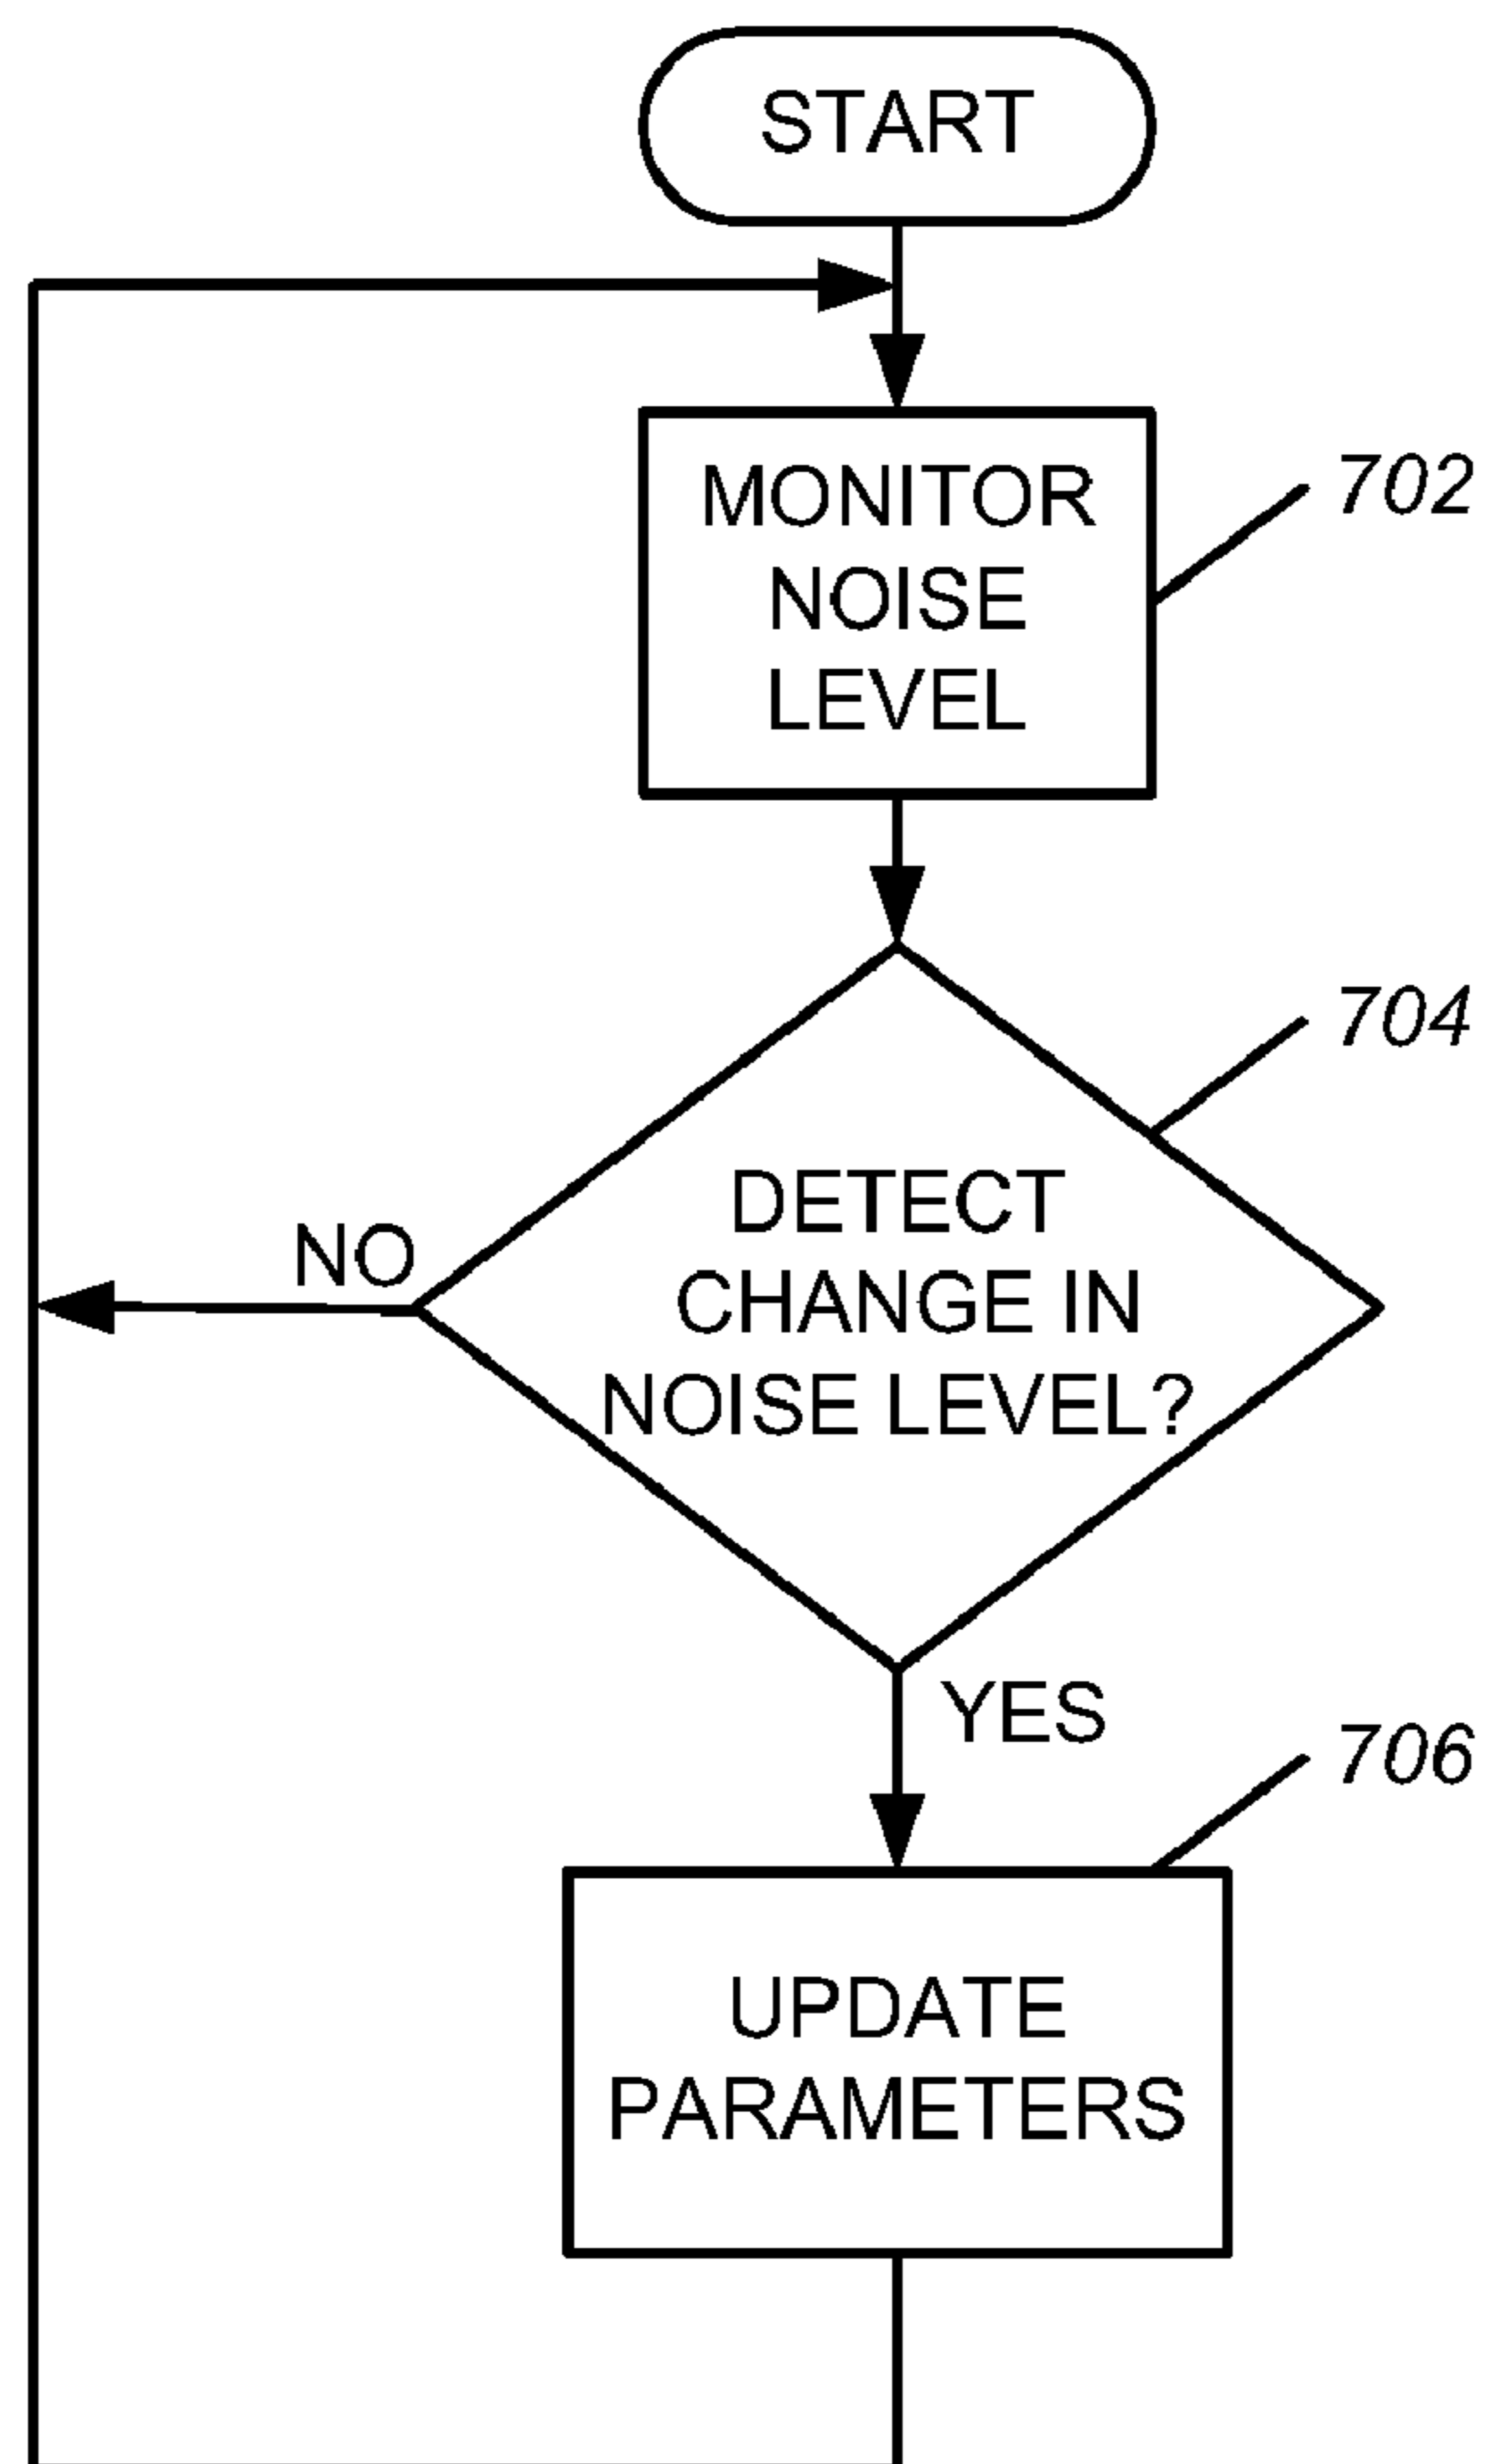 START
MONITOR
NOISE
LEVEL
702
704
DETECT
CHANGE IN
NOISE LEVEL?
NO
YES
706
UPDATE
PARAMETERS